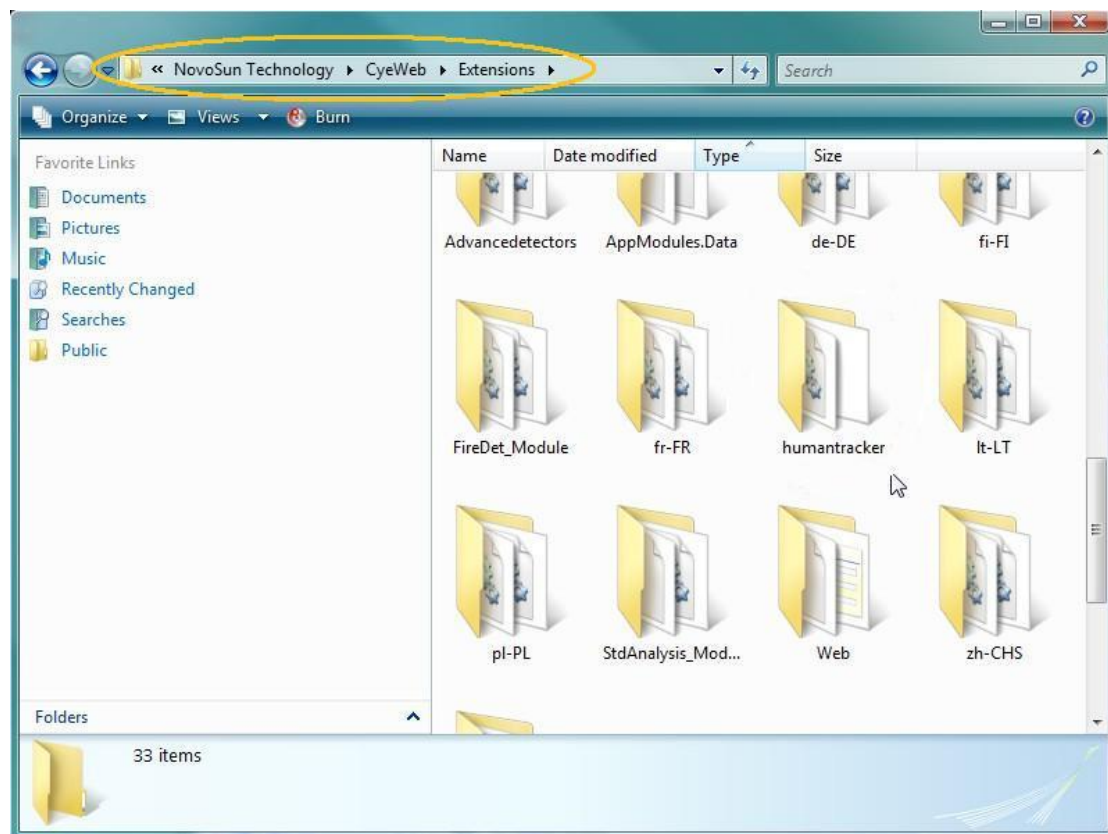 « NovoSun Technology ▸ CyeWeb ▸ Extensions ▸
Search
Organize Views Burn
Favorite Links
Documents
Pictures
Music
Recently Changed
Searches
Public
Folders
Name Date modified Type Size
Advancedetectors AppModules.Data de-DE fi-FI
FireDet_Module fr-FR humantracker lt-LT
pl-PL StdAnalysis_Mod... Web zh-CHS
33 items